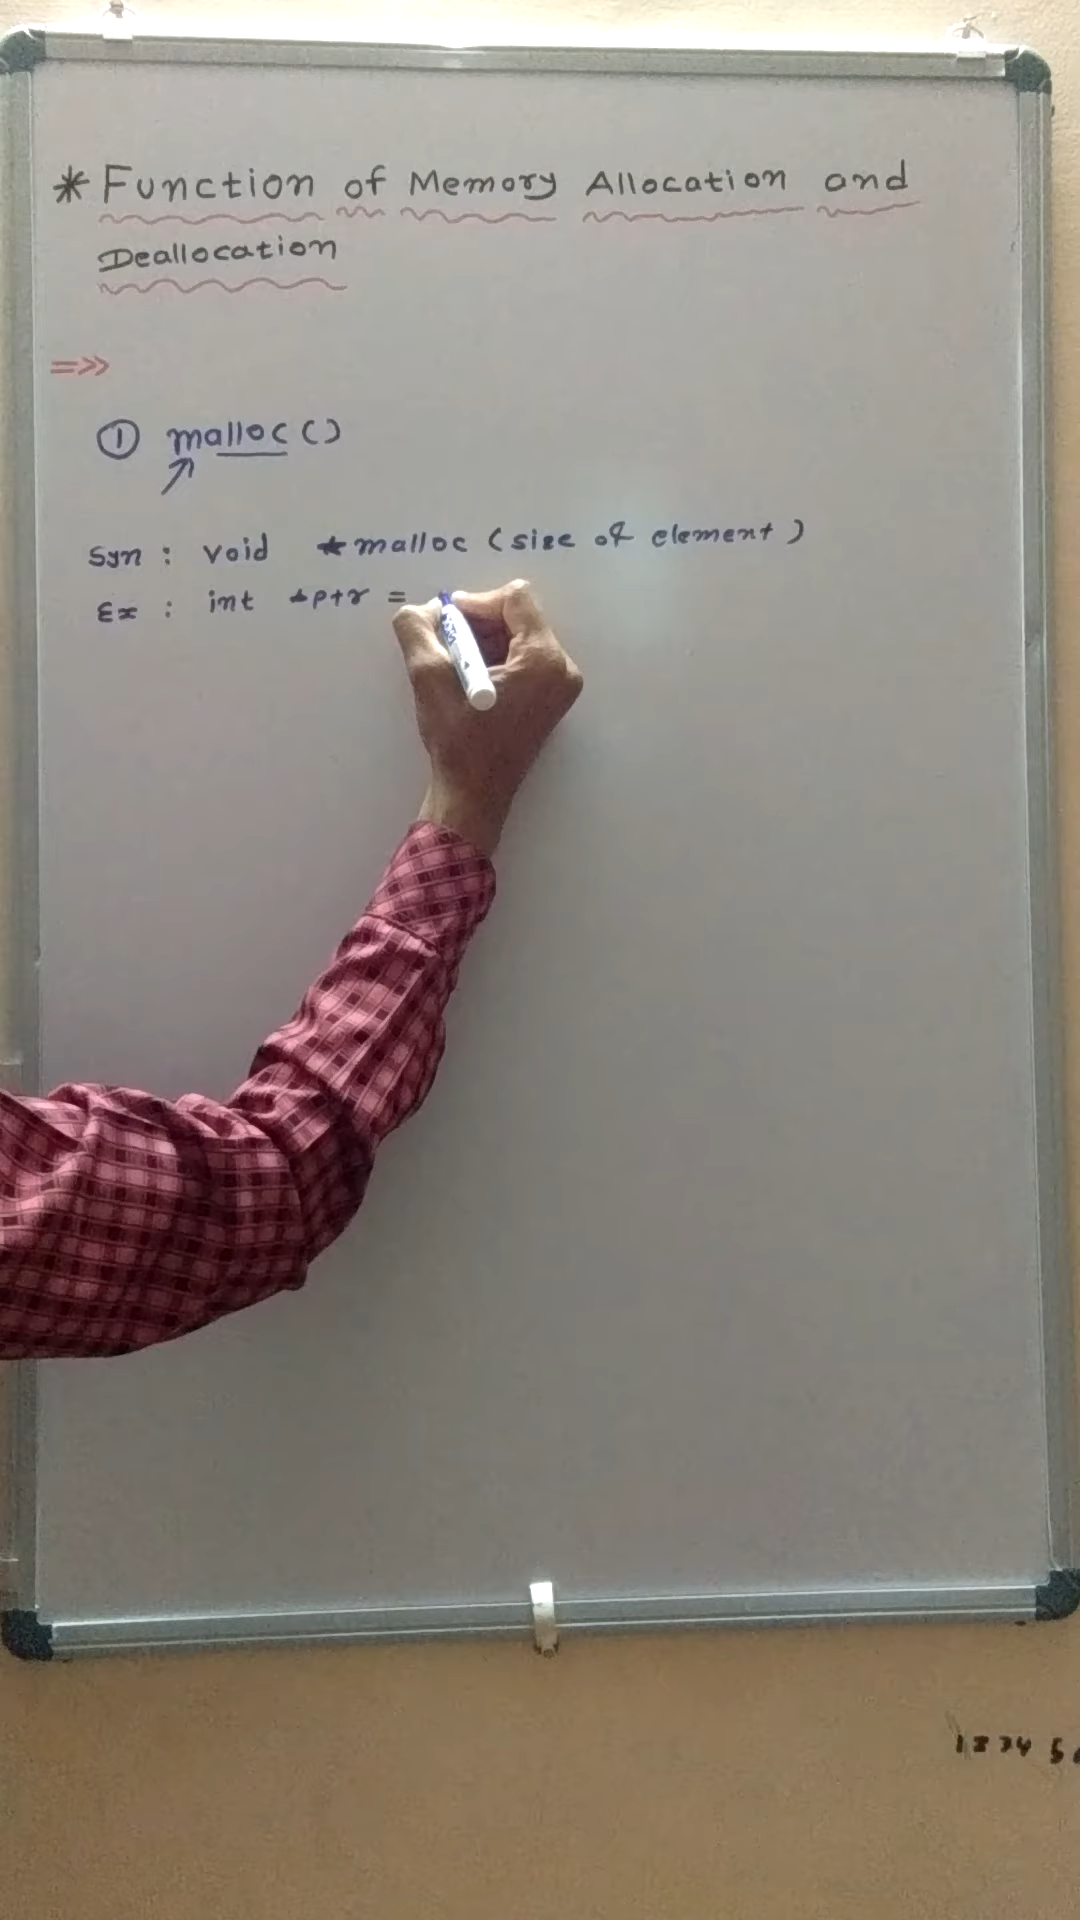 * Function of Memory Allocation and
Deallocation
=>>
① malloc ()
Syn : void *malloc (size of element)
Ex : int *ptr =